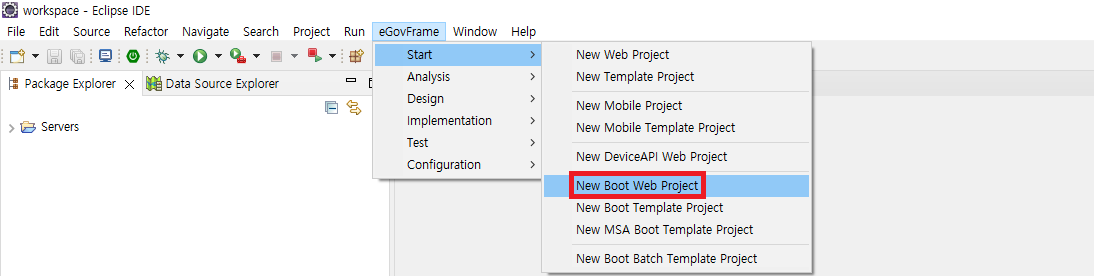 workspace - Eclipse IDE
File Edit Source Refactor Navigate Search Project Run eGovFrame Window Help
Package Explorer Data Source Explorer
Servers
Start
Analysis
Design
Implementation
Test
Configuration
New Web Project
New Template Project
New Mobile Project
New Mobile Template Project
New DeviceAPI Web Project
New Boot Web Project
New Boot Template Project
New MSA Boot Template Project
New Boot Batch Template Project